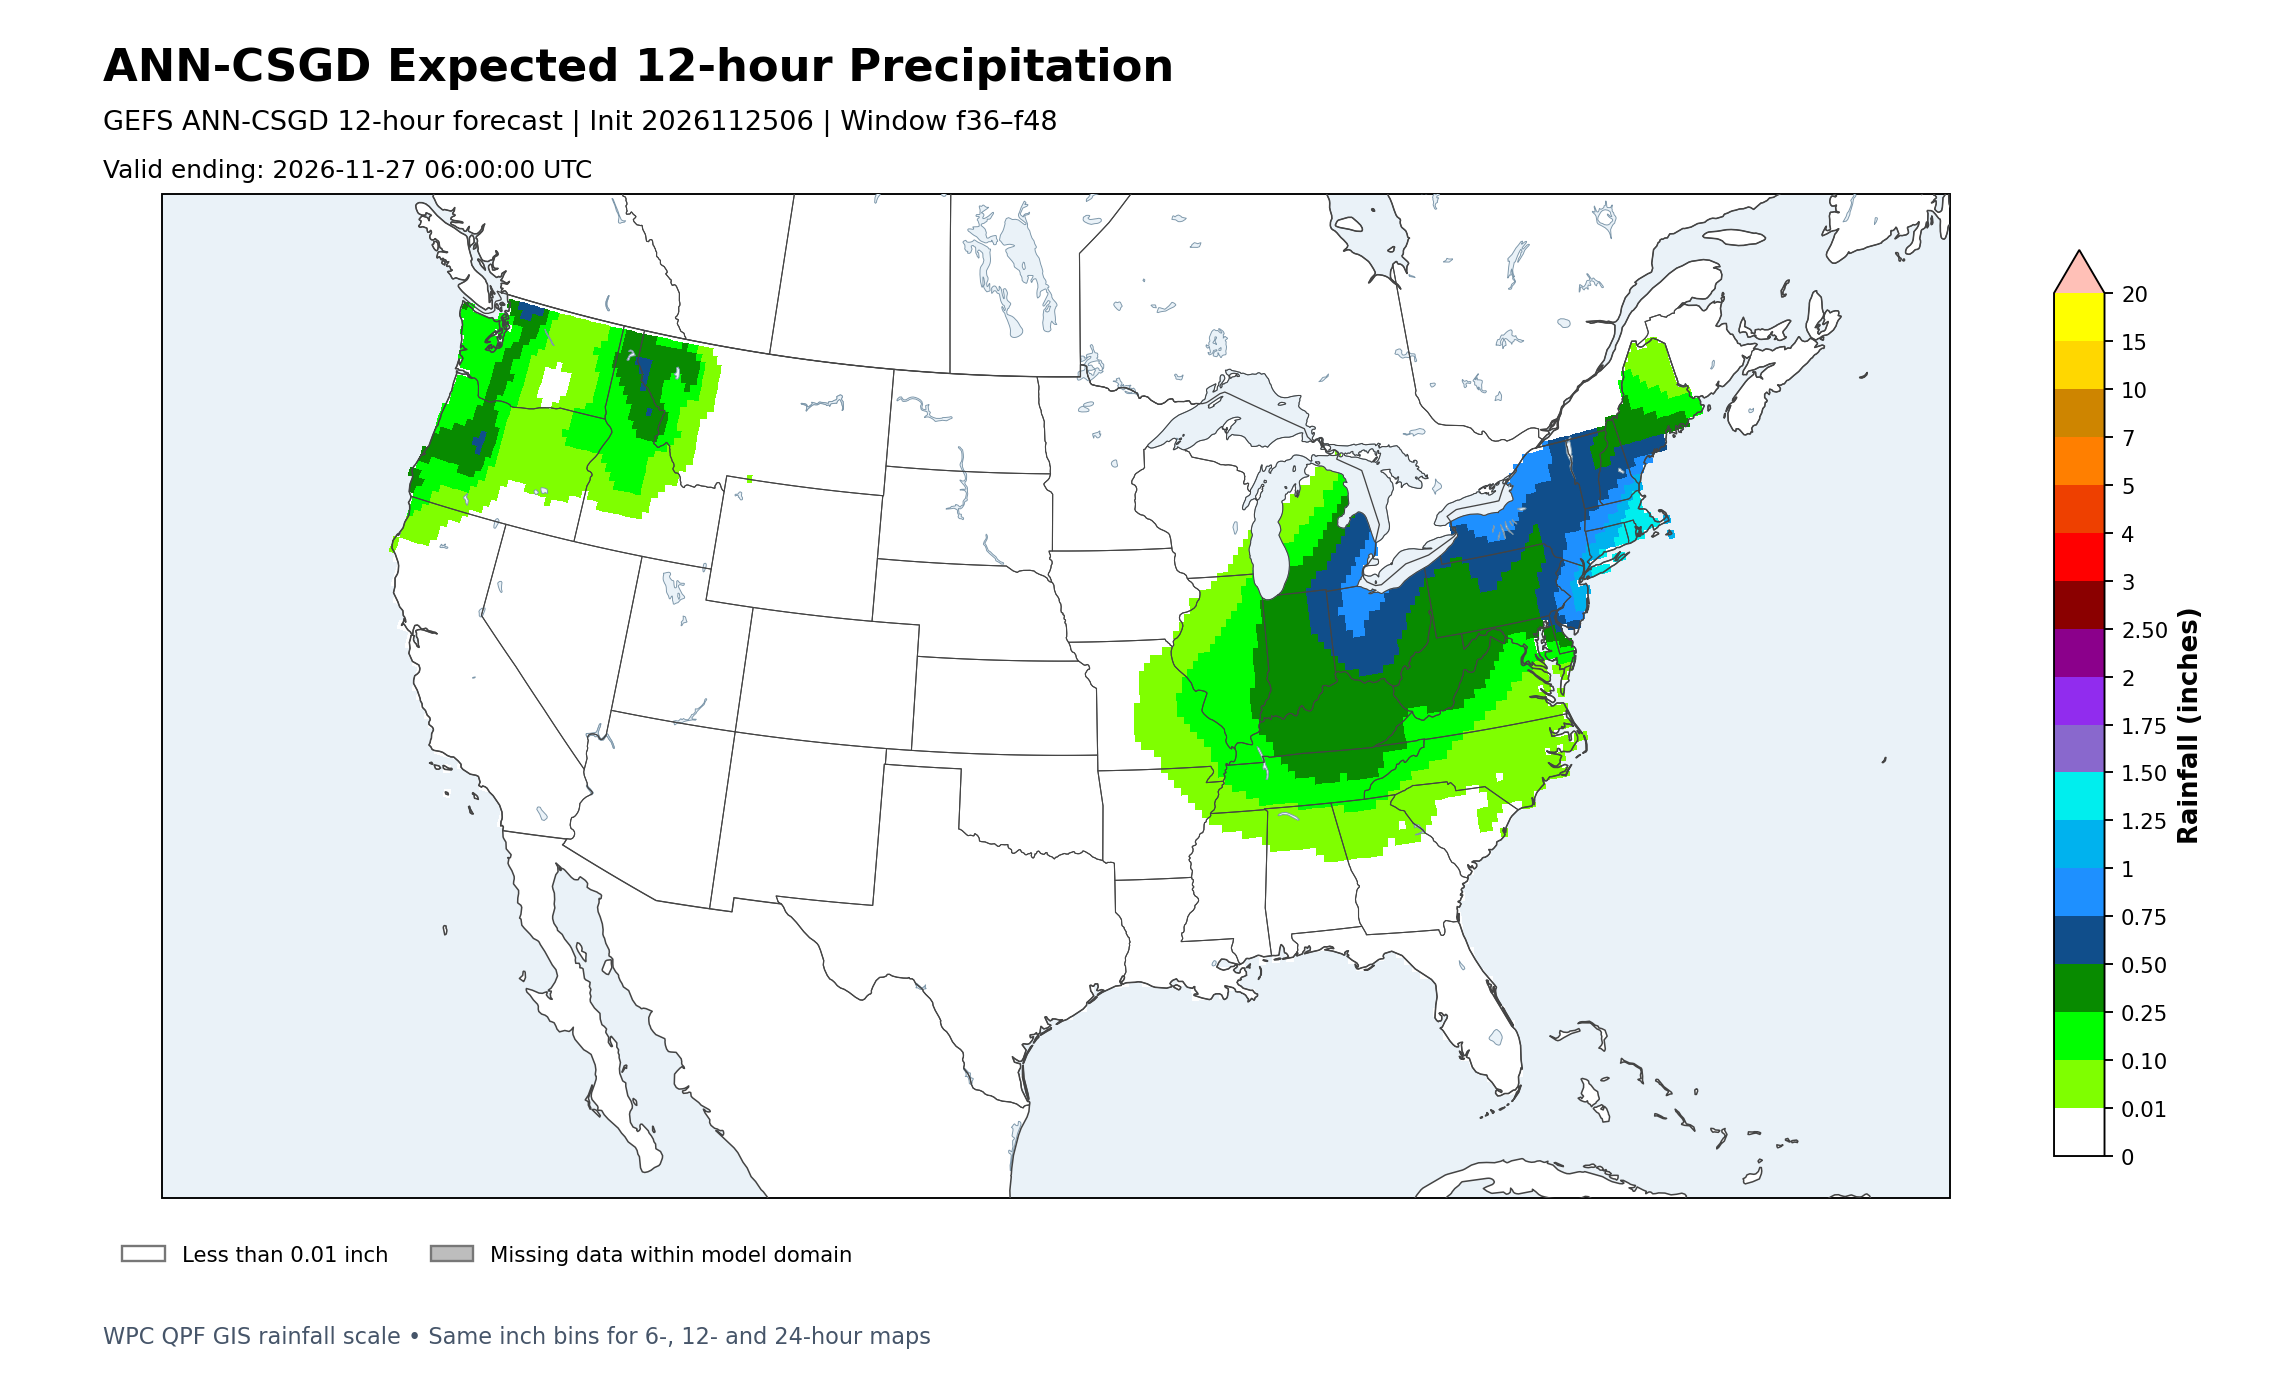 ANN-CSGD Expected 12-hour Precipitation
GEFS ANN-CSGD 12-hour forecast | Init 2026112506 | Window f36–f48
Valid ending: 2026-11-27 06:00:00 UTC
20
15
10
7
5
4
3
2.50
2
1.75
1.50
1.25
1
0.75
0.50
0.25
0.10
0.01
0
Rainfall (inches)
Less than 0.01 inch
Missing data within model domain
WPC QPF GIS rainfall scale • Same inch bins for 6-, 12- and 24-hour maps